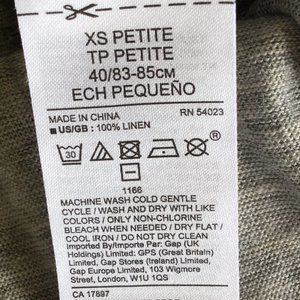 XS PETITE
TP PETITE
40/83-85CM
ECH PEQUEÑO
MADE IN CHINA RN 54023
■ US/GB : 100% LINEN
30
1166
MACHINE WASH COLD GENTLE
CYCLE / WASH AND DRY WITH LIKE
COLORS / ONLY NON-CHLORINE
BLEACH WHEN NEEDED / DRY FLAT /
COOL IRON / DO NOT DRY CLEAN
Imported By/Importe Par: Gap (UK
Holdings) Limited: GPS (Great Britain)
Limited, Gap Stores (Ireland) Limited,
Gap Europe Limited, 103 Wigmore
Street, London, W1U 1QS
CA 17897